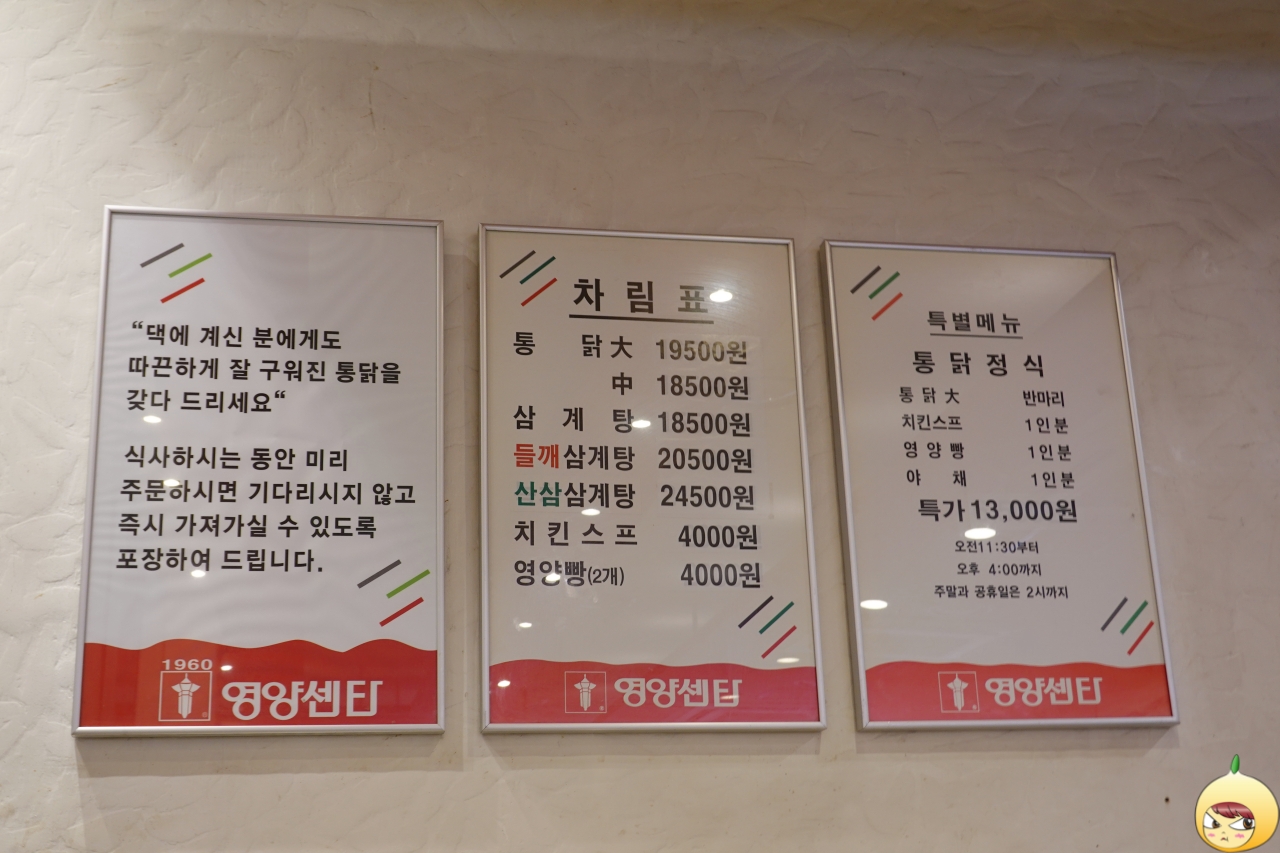 “댁에 계신 분에게도
따끈하게 잘 구워진 통닭을
갖다 드리세요“
식사하시는 동안 미리
주문하시면 기다리시지 않고
즉시 가져가실 수 있도록
포장하여 드립니다.
1960
영양센타
차림표
통 닭大 19500원
中 18500원
삼 계 탕 18500원
들깨삼계탕 20500원
산삼삼계탕 24500원
치킨스프 4000원
영양빵(2개) 4000원
영양센타
특별메뉴
통닭정식
통닭大 반마리
치킨스프 1인분
영양빵 1인분
야 채 1인분
특가 13,000원
오전11:30부터
오후 4:00까지
주말과 공휴일은 2시까지
영양센타